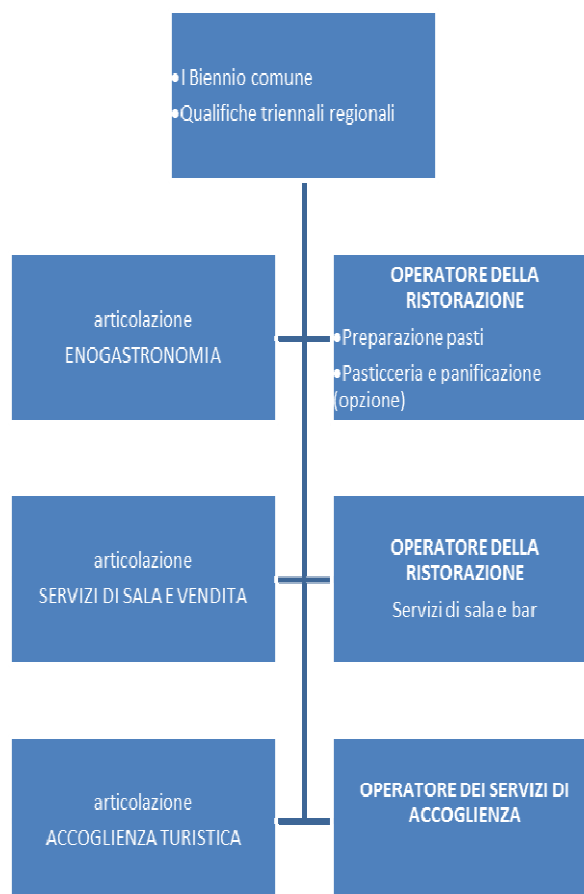 •I Biennio comune
•Qualifiche triennali regionali
articolazione
ENOGASTRONOMIA
OPERATORE DELLA
RISTORAZIONE
•Preparazione pasti
•Pasticceria e panificazione
(opzione)
articolazione
SERVIZI DI SALA E VENDITA
OPERATORE DELLA
RISTORAZIONE
Servizi di sala e bar
articolazione
ACCOGLIENZA TURISTICA
OPERATORE DEI SERVIZI DI
ACCOGLIENZA